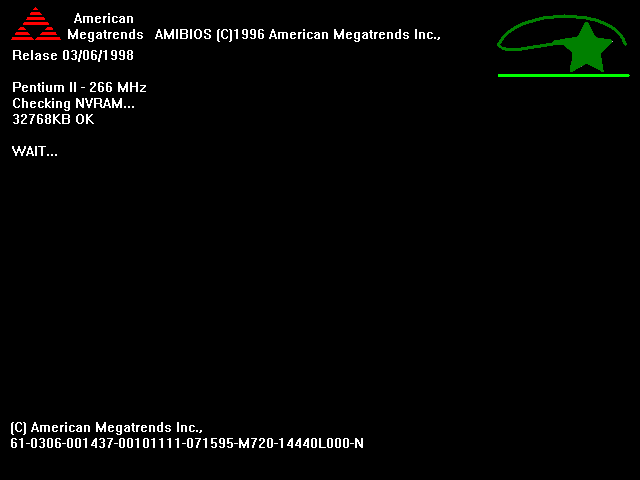 American
Megatrends AMIBIOS (C)1996 American Megatrends Inc.,
Relase 03/06/1998
Pentium II - 266 MHz
Checking NVRAM...
32768KB OK
WAIT...
(C) American Megatrends Inc.,
61-0306-001437-00101111-071595-M720-14440L000-N